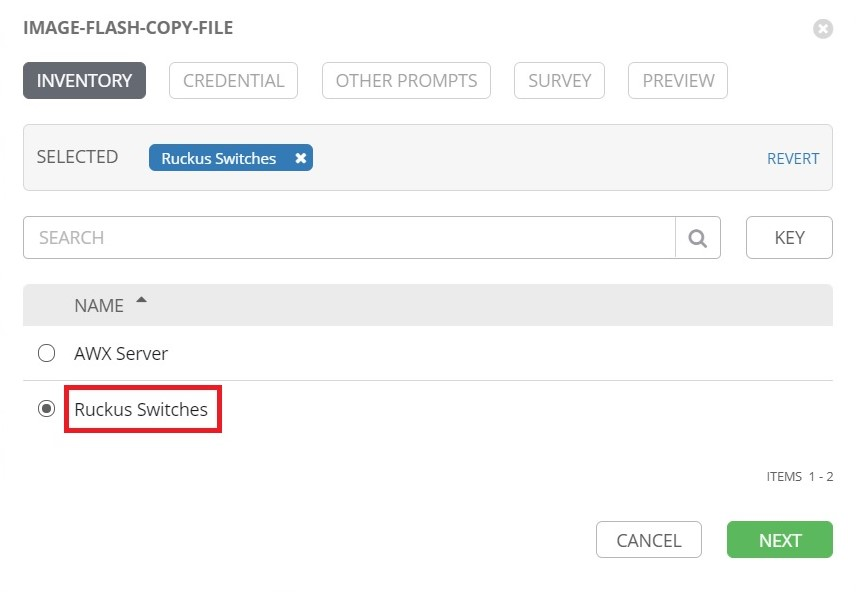 IMAGE-FLASH-COPY-FILE
INVENTORY CREDENTIAL OTHER PROMPTS SURVEY PREVIEW
SELECTED Ruckus Switches REVERT
SEARCH KEY
NAME
AWX Server
Ruckus Switches
ITEMS 1 - 2
CANCEL NEXT